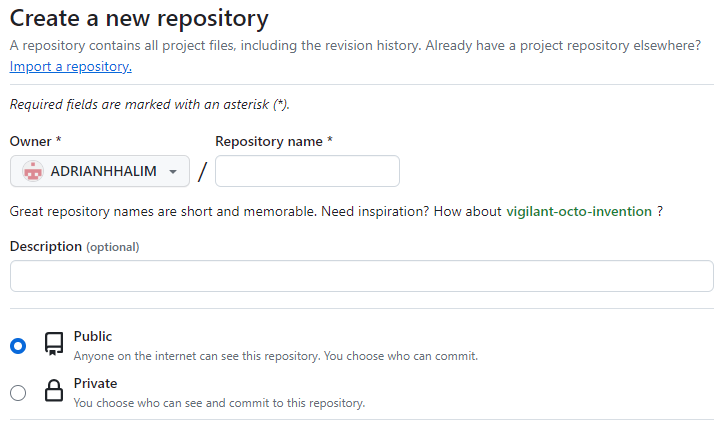 Create a new repository
A repository contains all project files, including the revision history. Already have a project repository elsewhere?
Import a repository.
Required fields are marked with an asterisk (*).
Owner * Repository name *
ADRIANHHALIM /
Great repository names are short and memorable. Need inspiration? How about vigilant-octo-invention ?
Description (optional)
Public
Anyone on the internet can see this repository. You choose who can commit.
Private
You choose who can see and commit to this repository.